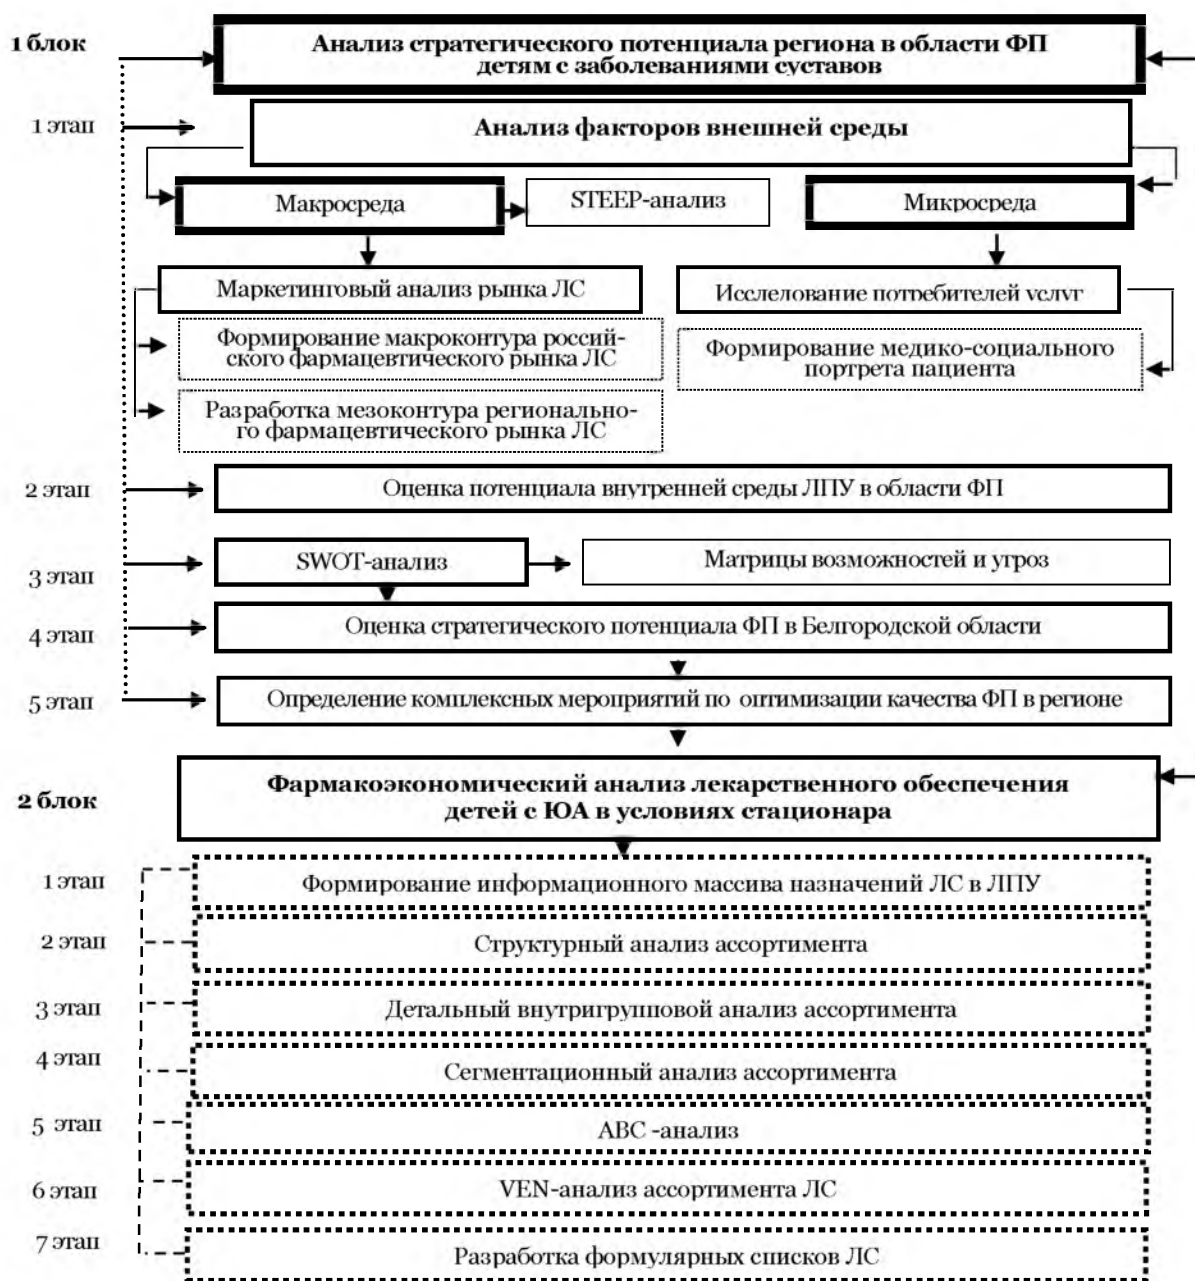 1 блок
Анализ стратегического потенциала региона в области ФП
детям с заболеваниями суставов
1 этап
Анализ факторов внешней среды
Макросреда
STEEP-анализ
Микросреда
Маркетинговый анализ рынка ЛС
Исследование потребителей услуг
Формирование макроконтура россий-
ского фармацевтического рынка ЛС
Формирование медико-социального
портрета пациента
Разработка мезоконтура регионально-
го фармацевтического рынка ЛС
2 этап
Оценка потенциала внутренней среды ЛПУ в области ФП
3 этап
SWOT-анализ
Матрицы возможностей и угроз
4 этап
Оценка стратегического потенциала ФП в Белгородской области
5 этап
Определение комплексных мероприятий по оптимизации качества ФП в регионе
2 блок
Фармакоэкономический анализ лекарственного обеспечения
детей с ЮА в условиях стационара
1 этап
Формирование информационного массива назначений ЛС в ЛПУ
2 этап
Структурный анализ ассортимента
3 этап
Детальный внутригрупповой анализ ассортимента
4 этап
Сегментационный анализ ассортимента
5 этап
АВС -анализ
6 этап
VEN-анализ ассортимента ЛС
7 этап
Разработка формулярных списков ЛС